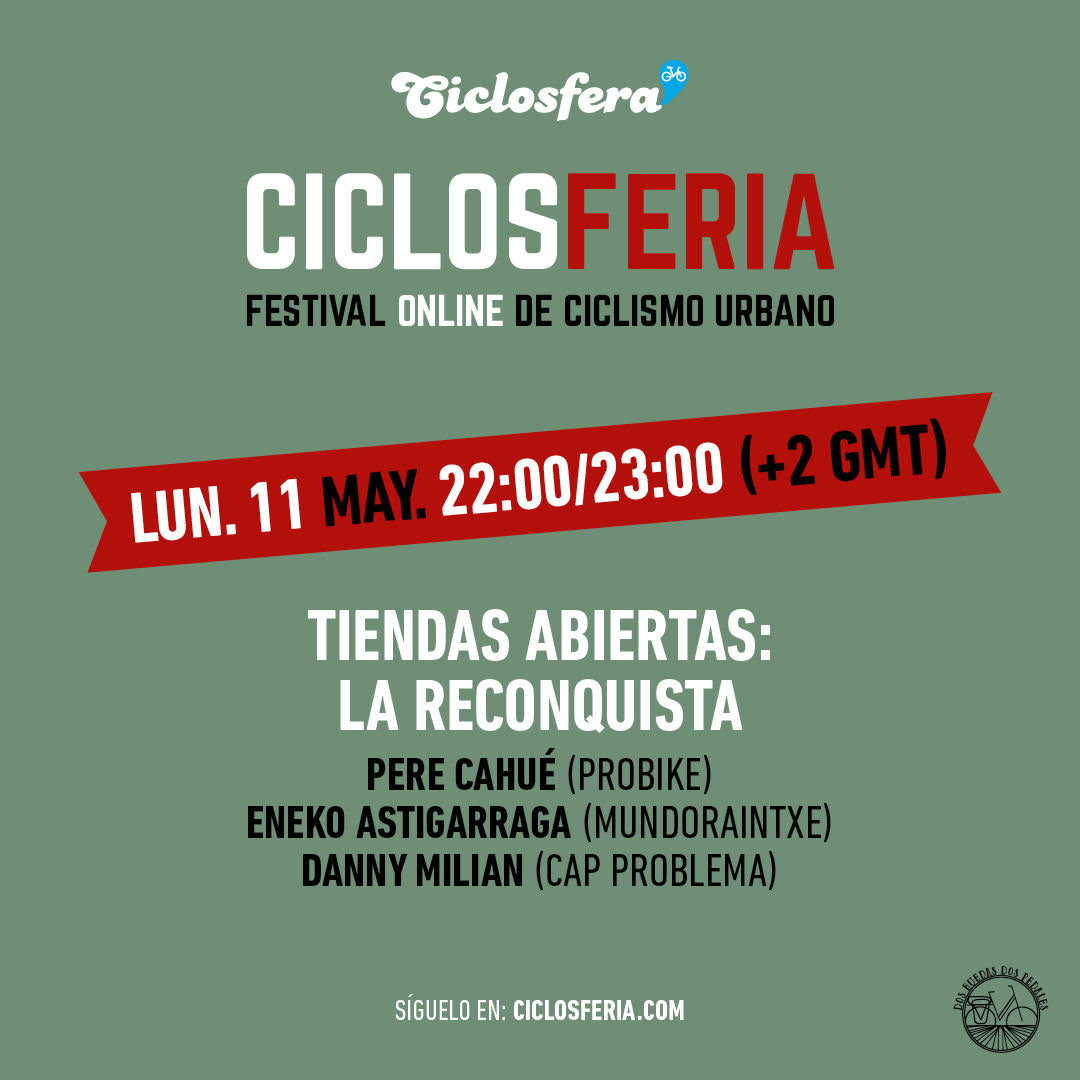 Ciclosfera
CICLOSFERIA
FESTIVAL ONLINE DE CICLISMO URBANO
LUN. 11 MAY. 22:00/23:00 (+2 GMT)
TIENDAS ABIERTAS:
LA RECONQUISTA
PERE CAHUÉ (PROBIKE)
ENEKO ASTIGARRAGA (MUNDORAINTXE)
DANNY MILIAN (CAP PROBLEMA)
SÍGUELO EN: CICLOSFERIA.COM
DOS RUEDAS DOS PEDALES